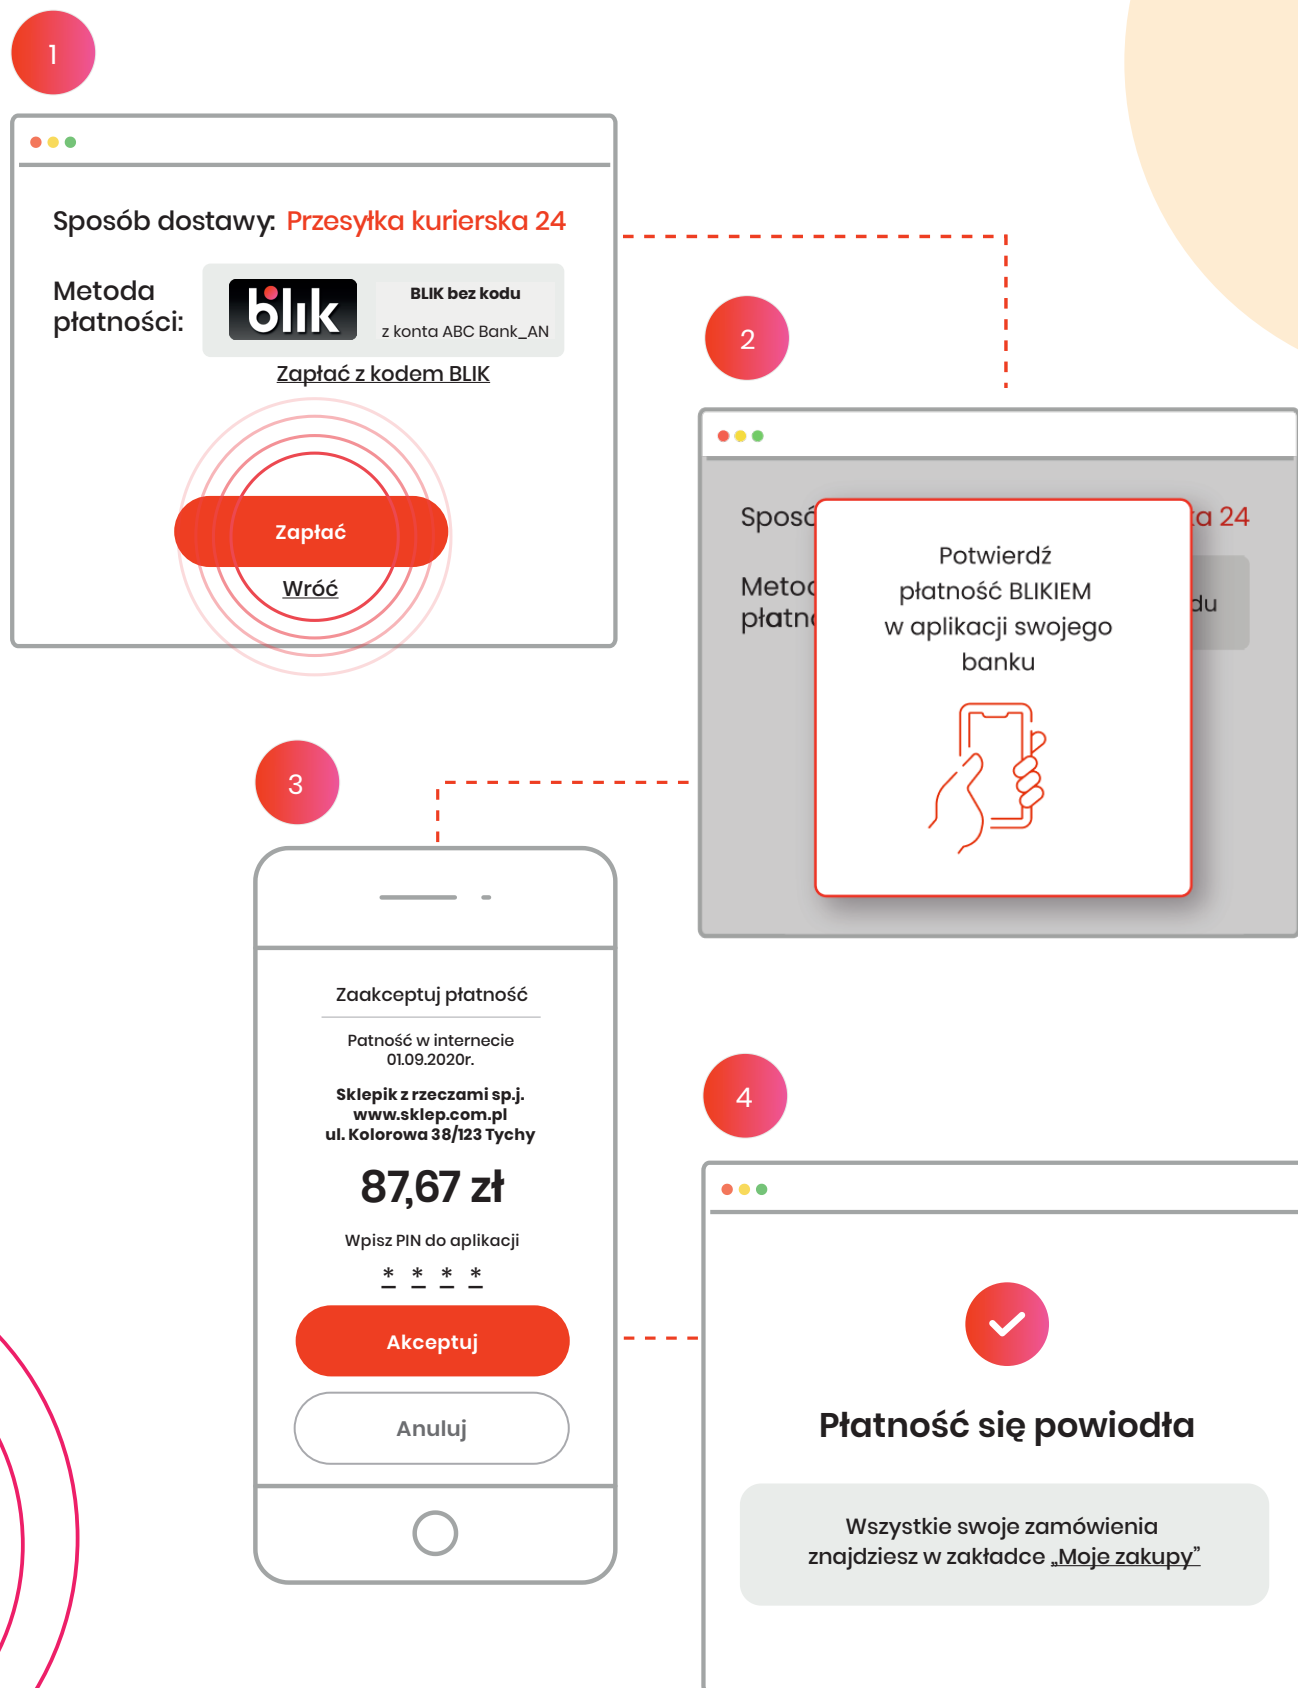 1
Sposób dostawy: Przesyłka kurierska 24
Metoda
płatności:
blik
BLIK bez kodu
z konta ABC Bank_AN
Zapłać z kodem BLIK
Zapłać
Wróć
2
Sposó
a 24
Metod
płatno
du
Potwierdź
płatność BLIKIEM
w aplikacji swojego
banku
3
Zaakceptuj płatność
Patność w internecie
01.09.2020r.
Sklepik z rzeczami sp.j.
www.sklep.com.pl
ul. Kolorowa 38/123 Tychy
87,67 zł
Wpisz PIN do aplikacji
* * * *
Akceptuj
Anuluj
4
Płatność się powiodła
Wszystkie swoje zamówienia
znajdziesz w zakładce „Moje zakupy”